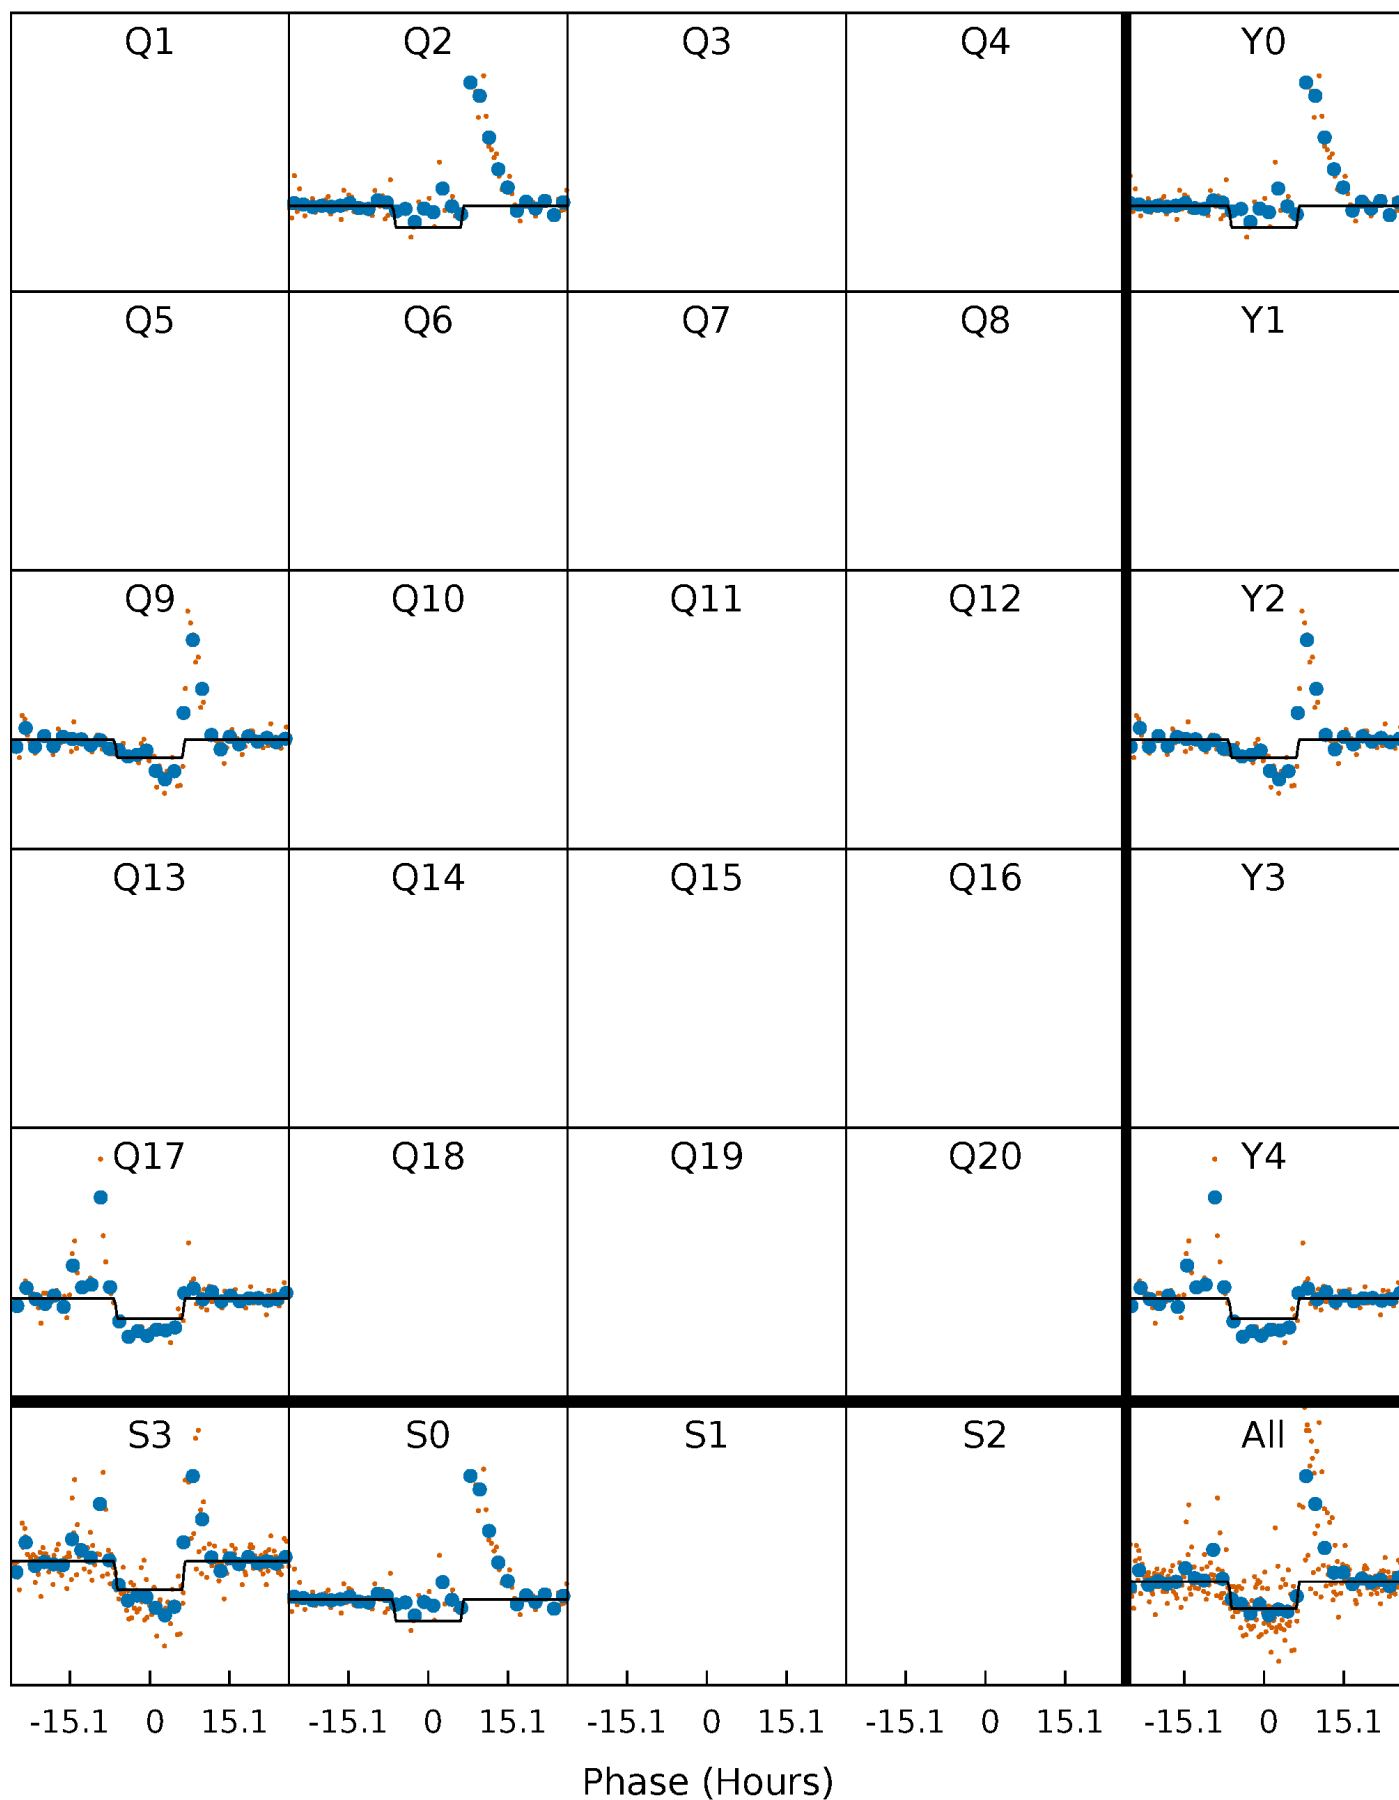 Q1 Q2 Q3 Q4 Y0
Q5 Q6 Q7 Q8 Y1
Q9 Q10 Q11 Q12 Y2
Q13 Q14 Q15 Q16 Y3
Q17 Q18 Q19 Q20 Y4
S3 S0 S1 S2 All
-15.1 0 15.1 -15.1 0 15.1 -15.1 0 15.1 -15.1 0 15.1 -15.1 0 15.1
Phase (Hours)